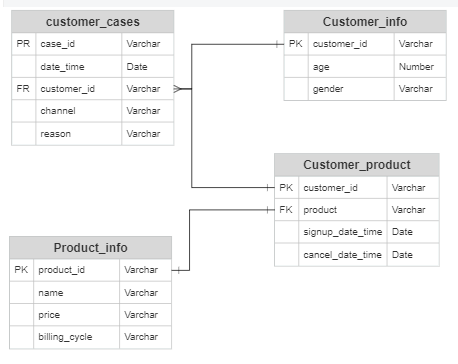 customer_cases
PR case_id Varchar
date_time Date
FR customer_id Varchar
channel Varchar
reason Varchar
Customer_info
PK customer_id Varchar
age Number
gender Varchar
Customer_product
PK customer_id Varchar
FK product Varchar
signup_date_time Date
cancel_date_time Date
Product_info
PK product_id Varchar
name Varchar
price Varchar
billing_cycle Varchar